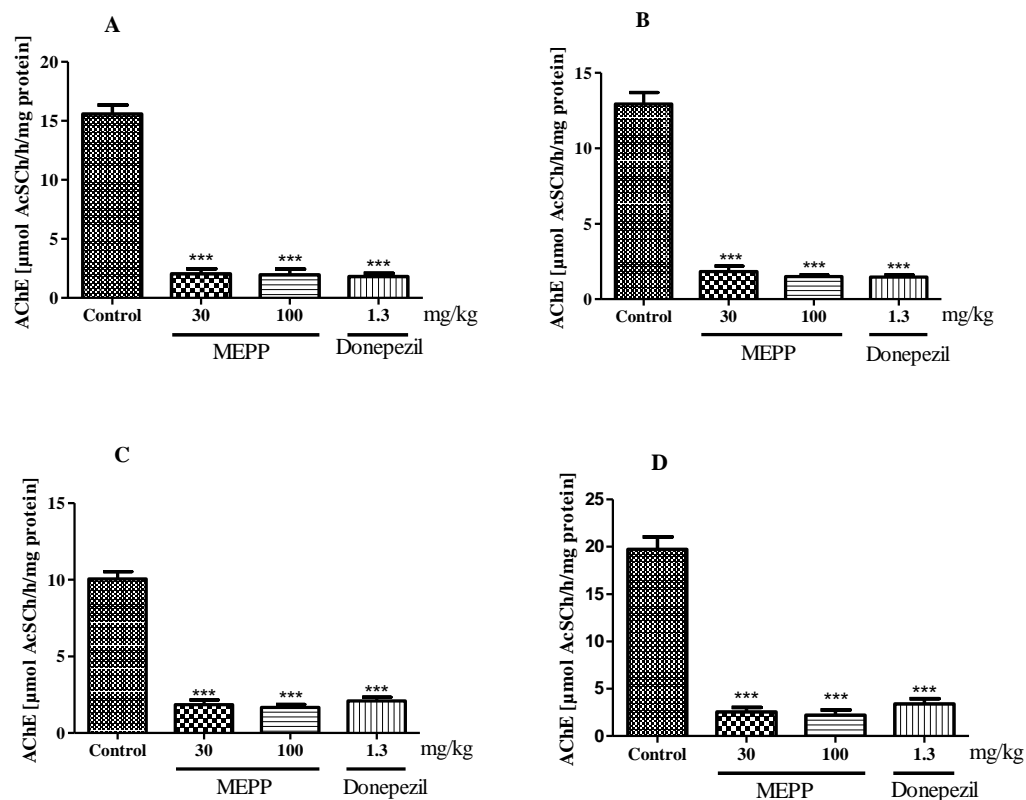 A
AChE [µmol AcSCh/h/mg protein]
20
15
10
5
0
***
***
***
Control
30
100
1.3
mg/kg
MEPP
Donepezil
B
AChE [µmol AcSCh/h/mg protein]
15
10
5
0
***
***
***
Control
30
100
1.3
mg/kg
MEPP
Donepezil
C
AChE [µmol AcSCh/h/mg protein]
15
10
5
0
***
***
***
Control
30
100
1.3
mg/kg
MEPP
Donepezil
D
AChE [µmol AcSCh/h/mg protein]
25
20
15
10
5
0
***
***
***
Control
30
100
1.3
mg/kg
MEPP
Donepezil